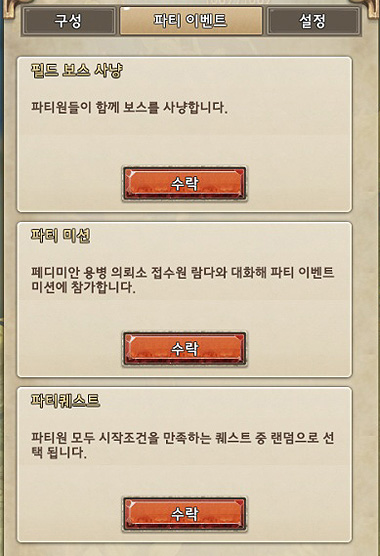 구성
파티 이벤트
설정
필드 보스 사냥
파티원들이 함께 보스를 사냥합니다.
수락
파티 미션
페디미안 용병 의뢰소 접수원 람다와 대화해 파티 이벤트
미션에 참가합니다.
수락
파티퀘스트
파티원 모두 시작조건을 만족하는 퀘스트 중 랜덤으로 선
택 됩니다.
수락